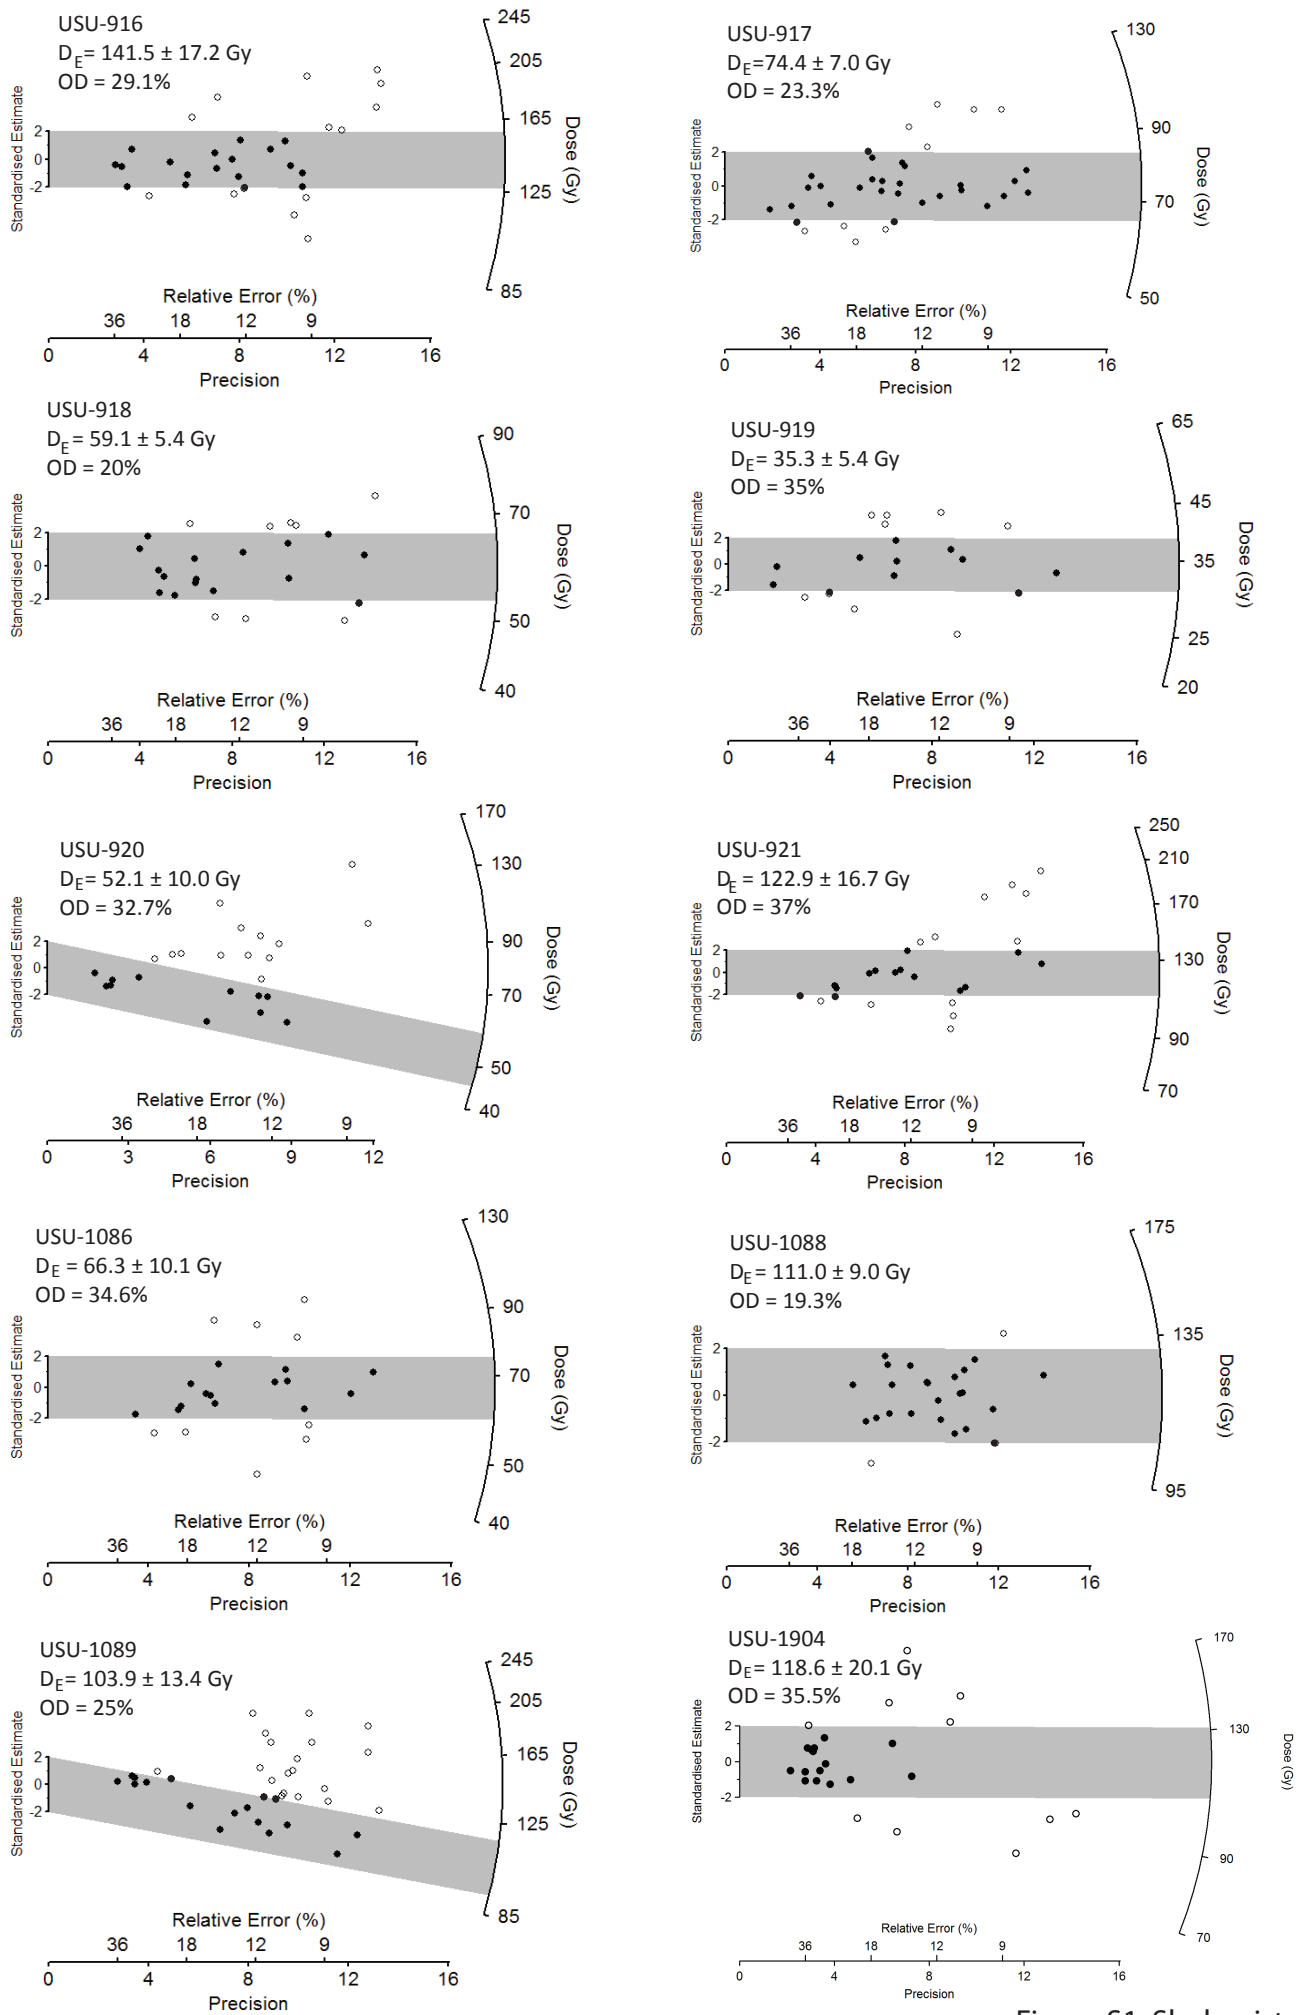 USU-916
DE= 141.5 ± 17.2 Gy
OD = 29.1%
Standardised Estimate
2
0
-2
245
205
165
125
85
Dose (Gy)
Relative Error (%)
36 18 12 9
0 4 8 12 16
Precision
USU-917
DE=74.4 ± 7.0 Gy
OD = 23.3%
Standardised Estimate
2
0
-2
130
90
70
50
Dose (Gy)
Relative Error (%)
36 18 12 9
0 4 8 12 16
Precision
USU-918
DE= 59.1 ± 5.4 Gy
OD = 20%
Standardised Estimate
2
0
-2
90
70
50
40
Dose (Gy)
Relative Error (%)
36 18 12 9
0 4 8 12 16
Precision
USU-919
DE= 35.3 ± 5.4 Gy
OD = 35%
Standardised Estimate
2
0
-2
65
45
35
25
20
Dose (Gy)
Relative Error (%)
36 18 12 9
0 4 8 12 16
Precision
USU-920
DE= 52.1 ± 10.0 Gy
OD = 32.7%
Standardised Estimate
2
0
-2
170
130
90
70
50
40
Dose (Gy)
Relative Error (%)
36 18 12 9
0 3 6 9 12
Precision
USU-921
DE = 122.9 ± 16.7 Gy
OD = 37%
Standardised Estimate
2
0
-2
250
210
170
130
90
70
Dose (Gy)
Relative Error (%)
36 18 12 9
0 4 8 12 16
Precision
USU-1086
DE = 66.3 ± 10.1 Gy
OD = 34.6%
Standardised Estimate
2
0
-2
130
90
70
50
40
Dose (Gy)
Relative Error (%)
36 18 12 9
0 4 8 12 16
Precision
USU-1088
DE = 111.0 ± 9.0 Gy
OD = 19.3%
Standardised Estimate
2
0
-2
175
135
95
Dose (Gy)
Relative Error (%)
36 18 12 9
0 4 8 12 16
Precision
USU-1089
DE= 103.9 ± 13.4 Gy
OD = 25%
Standardised Estimate
2
0
-2
245
205
165
125
85
Dose (Gy)
Relative Error (%)
36 18 12 9
0 4 8 12 16
Precision
USU-1904
DE= 118.6 ± 20.1 Gy
OD = 35.5%
Standardised Estimate
2
0
-2
170
130
90
70
Dose (Gy)
Relative Error (%)
36 18 12 9
0 4 8 12 16
Precision